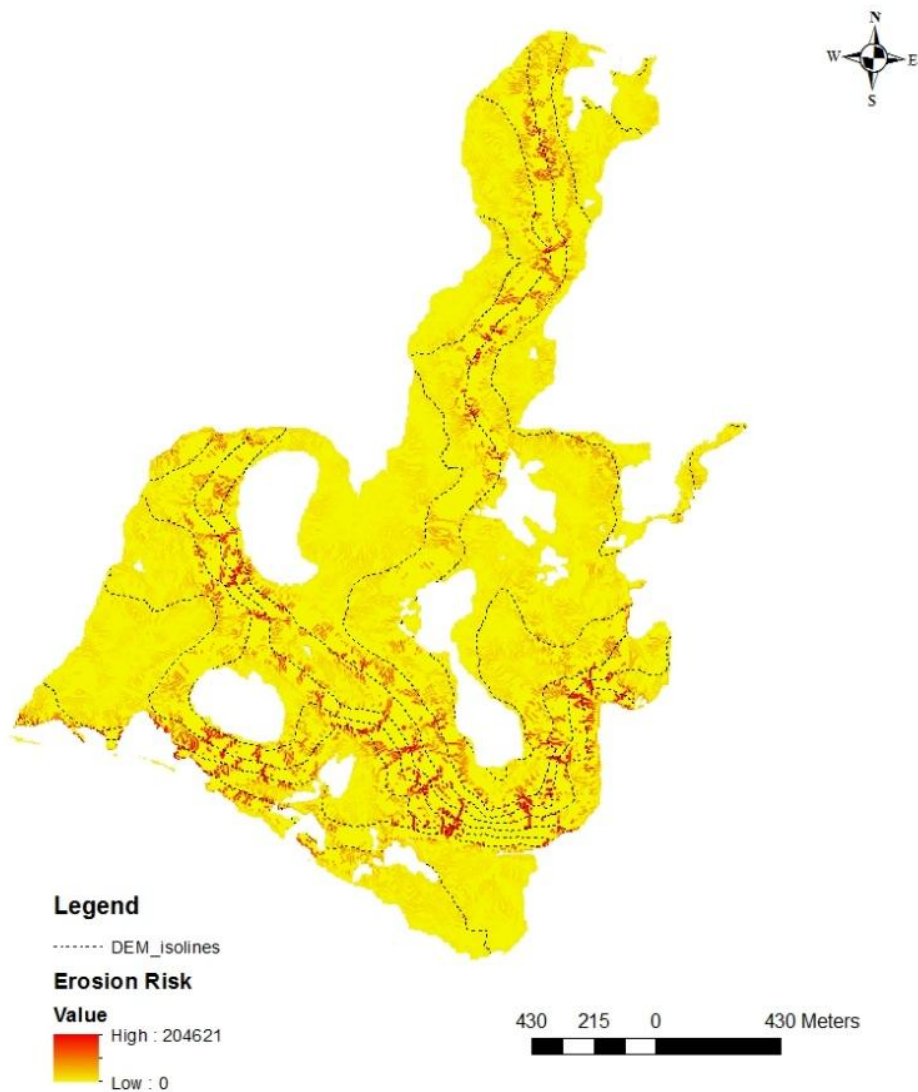 N
W E
S
Legend
DEM_isolines
Erosion Risk
Value
High : 204621
Low : 0
430 215 0 430 Meters